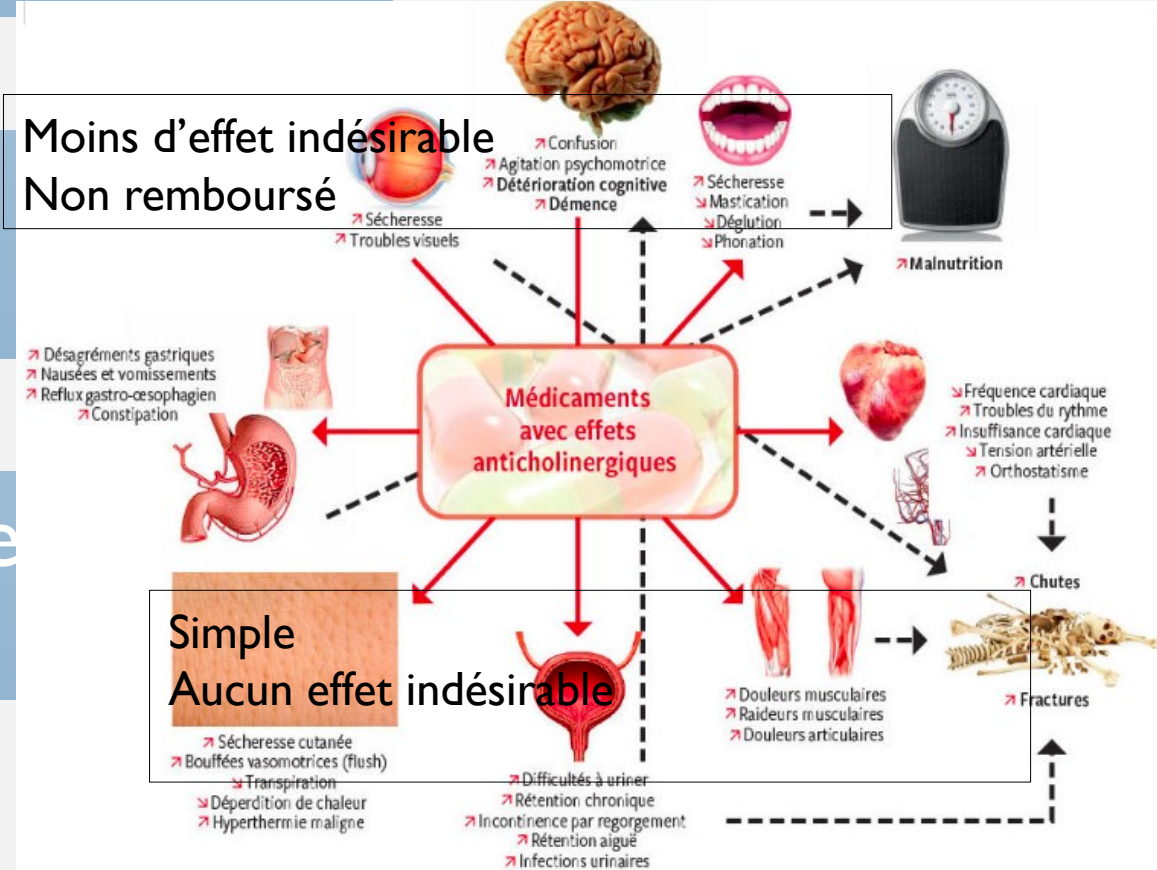 Moins d'effet indésirable
Non remboursé
↗ Sécheresse
↗ Troubles visuels
↗ Confusion
↗ Agitation psychomotrice
↗ Détérioration cognitive
↗ Démence
↗ Sécheresse
↘ Mastication
↘ Déglution
↘ Phonation
↗ Malnutrition
↗ Désagréments gastriques
↗ Nausées et vomissements
↗ Reflux gastro-œsophagien
↗ Constipation
Médicaments
avec effets
anticholinergiques
↘ Fréquence cardiaque
↗ Troubles du rythme
↗ Insuffisance cardiaque
↘ Tension artérielle
↗ Orthostatisme
e
↗ Chutes
Simple
Aucun effet indésirable
↗ Douleurs musculaires
↗ Raideurs musculaires
↗ Douleurs articulaires
↗ Fractures
↗ Sécheresse cutanée
↗ Bouffées vasomotrices (flush)
↘ Transpiration
↘ Déperdition de chaleur
↗ Hyperthermie maligne
↗ Difficultés à uriner
↗ Rétention chronique
↗ Incontinence par regorgement
↗ Rétention aiguë
↗ Infections urinaires